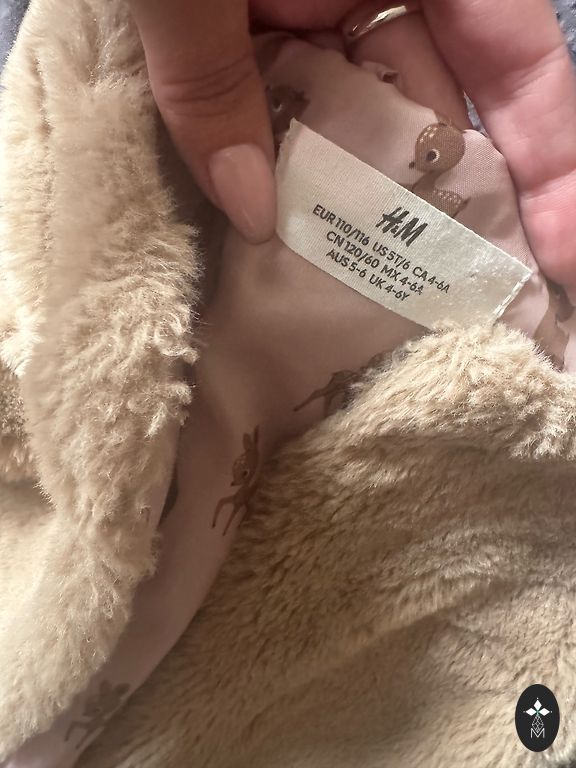 H&M
EUR 110/116 US 5T/6 CA 4-6A
CN 120/60 MX 4-6A
AUS 5-6 UK 4-6Y
M